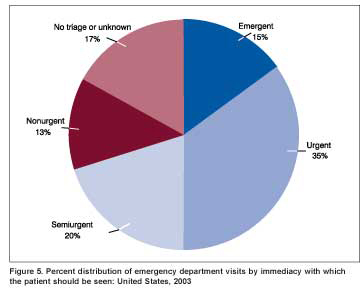 No triage or unknown
17%
Emergent
15%
Nonurgent
13%
Urgent
35%
Semiurgent
20%
Figure 5. Percent distribution of emergency department visits by immediacy with which
the patient should be seen: United States, 2003